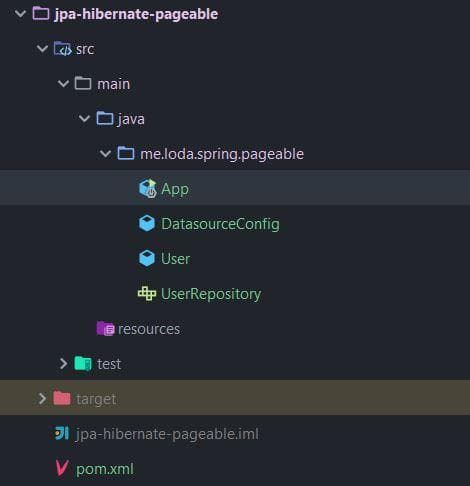 jpa-hibernate-pageable
src
main
java
me.loda.spring.pageable
App
DatasourceConfig
User
UserRepository
resources
test
target
jpa-hibernate-pageable.iml
pom.xml